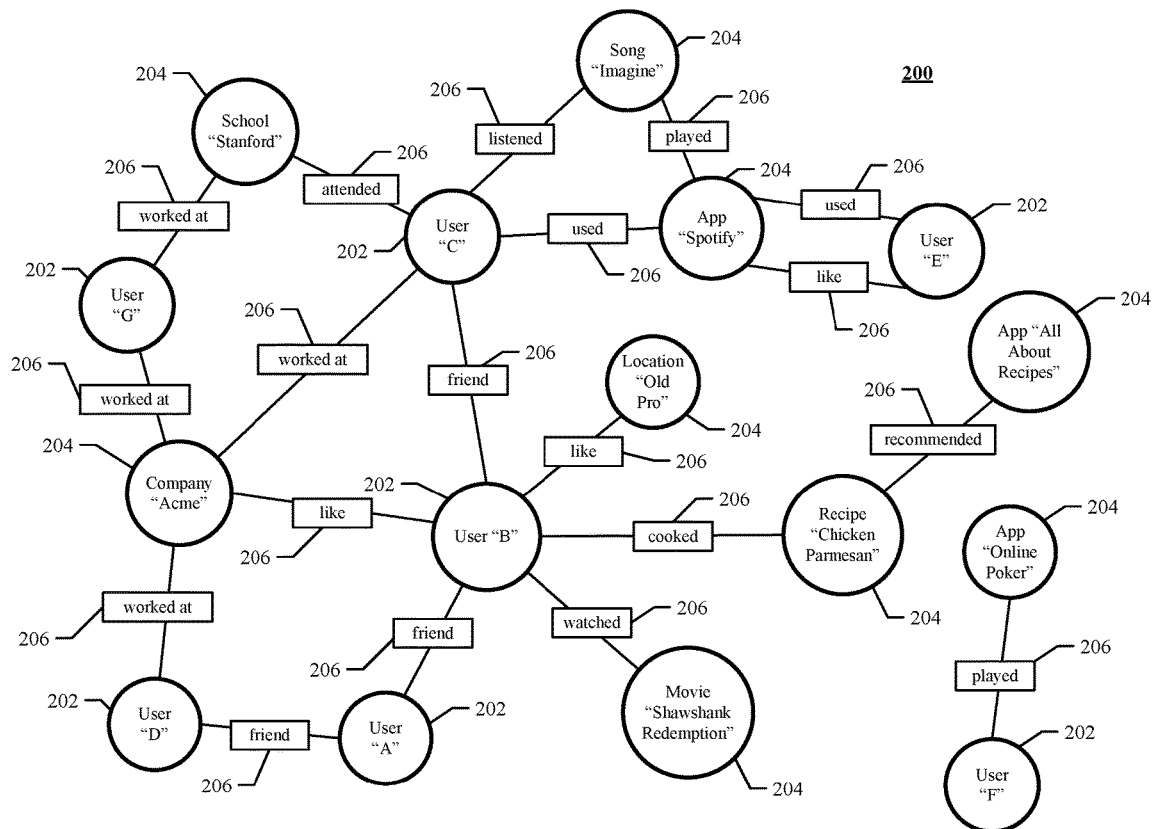 204
Song
“Imagine”
200
204
School
“Stanford”
206
listened
206
played
206
worked at
206
attended
202
User
“C”
204
App
“Spotify”
206
used
206
used
202
User
“E”
like
206
202
User
“G”
206
worked at
206
friend
Location
“Old
Pro”
204
204
App “All
About
Recipes”
206
worked at
206
recommended
like
206
204
Company
“Acme”
like
206
202
User “B”
206
cooked
Recipe
“Chicken
Parmesan”
204
204
App
“Online
Poker”
worked at
206
friend
206
206
watched
206
played
202
User
“D”
friend
206
202
User
“A”
Movie
“Shawshank
Redemption”
204
202
User
“F”